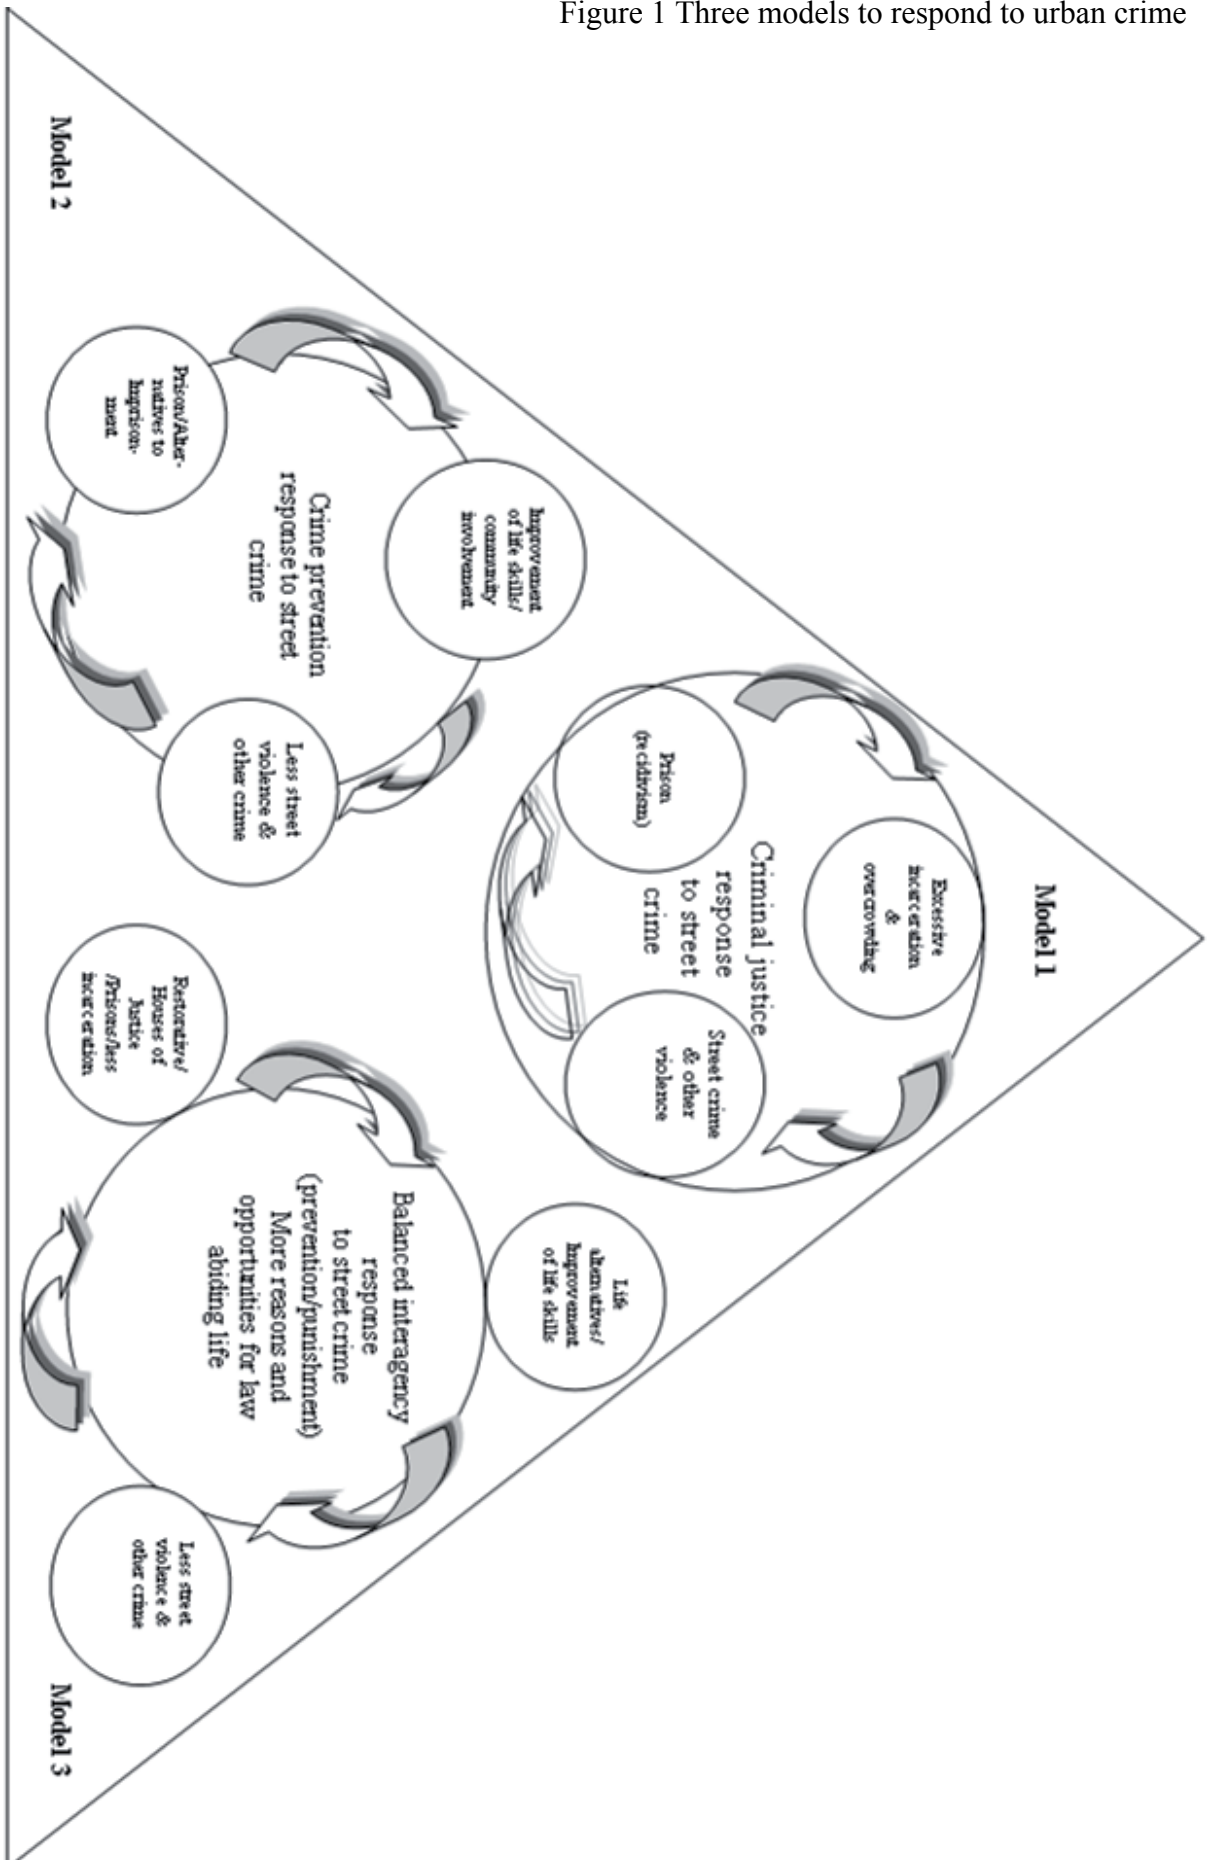 Figure 1 Three models to respond to urban crime
Model 1
Excessive
incarceration
&
overcrowding
Criminal justice
response
to street
crime
Prison
(recidivism)
Street crime
& other
violence
Model 2
Improvement
of life skills/
community
involvement
Crime prevention
response to street
crime
Prison/Alter-
natives to
Imprison-
ment
Less street
violence &
other crime
Life
alternatives/
Improvement
of life skills
Balanced interagency
response
to street crime
(prevention/punishment)
More reasons and
opportunities for law
abiding life
Restorative/
Houses of
Justice
/Prisons/less
incarceration
Less street
violence &
other crime
Model 3